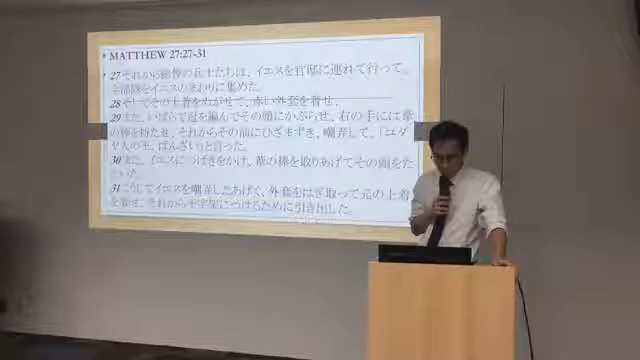 MATTHEW 27:27-31
27それから総督の兵士たちは、イエスを官邸に連れて行って、
全部隊をイエスのまわりに集めた。
28そしてその上着をぬがせて、赤い外套を着せ、
29また、いばらで冠を編んでその頭にかぶらせ、右の手には葦
の棒を持たせ、それからその前にひざまずき、嘲弄して、「ユダ
ヤ人の王、ばんざい」と言った。
30また、イエスにつばきをかけ、葦の棒を取りあげてその頭をた
たいた。
31こうしてイエスを嘲弄したあげく、外套をはぎ取って元の上着
を着せ、それから十字架につけるために引き出した。